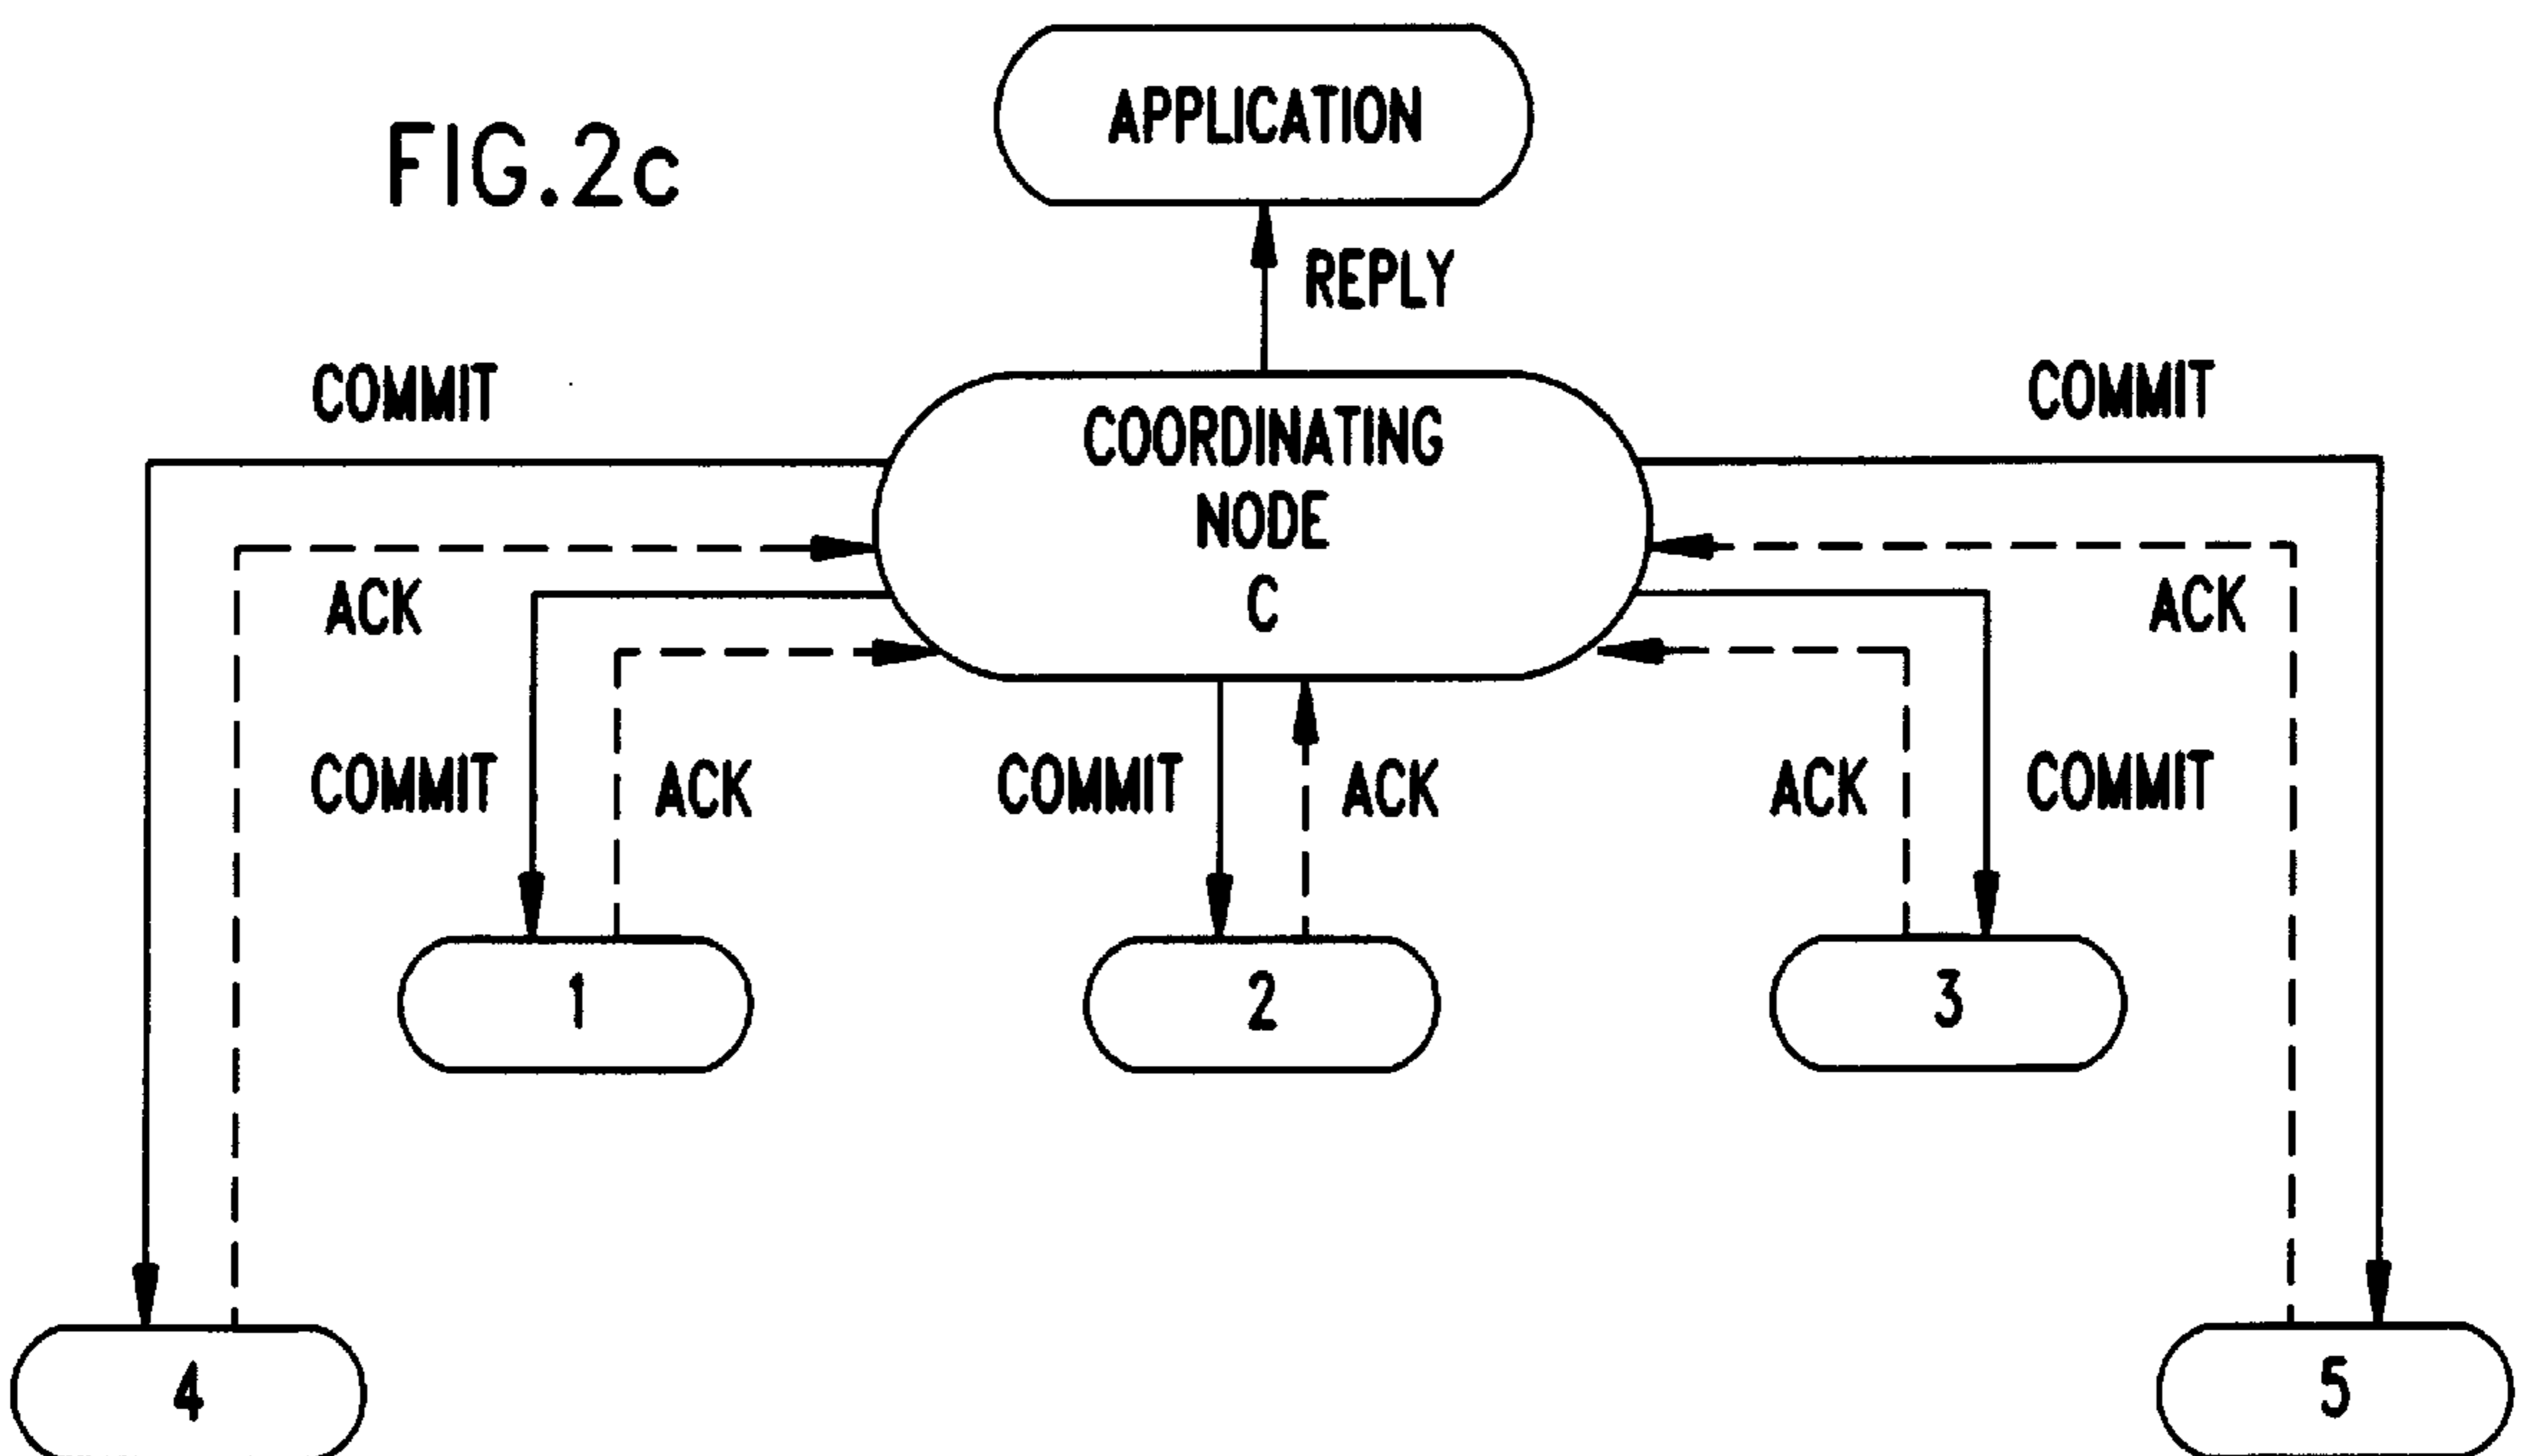 APPLICATION
FIG.2c
REPLY
COMMIT
COMMIT
COORDINATING
NODE
C
ACK
ACK
COMMIT
ACK
COMMIT
ACK
ACK
COMMIT
1
2
3
4
5